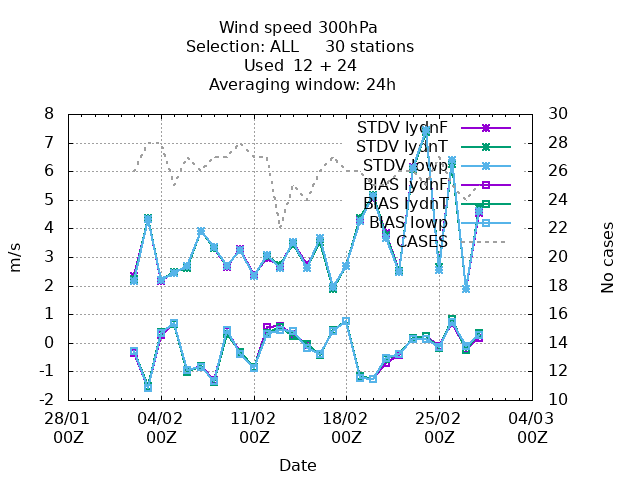 Wind speed 300hPa
Selection: ALL 30 stations
Used 12 + 24
Averaging window: 24h
8
7
6
5
4
3
2
1
0
-1
-2
30
28
26
24
22
20
18
16
14
12
10
m/s
No cases
STDV lydnF
STDV lydnT
STDV lowp
BIAS lydnF
BIAS lydnT
BIAS lowp
CASES
28/01 04/02 11/02 18/02 25/02 04/03
00Z 00Z 00Z 00Z 00Z 00Z
Date